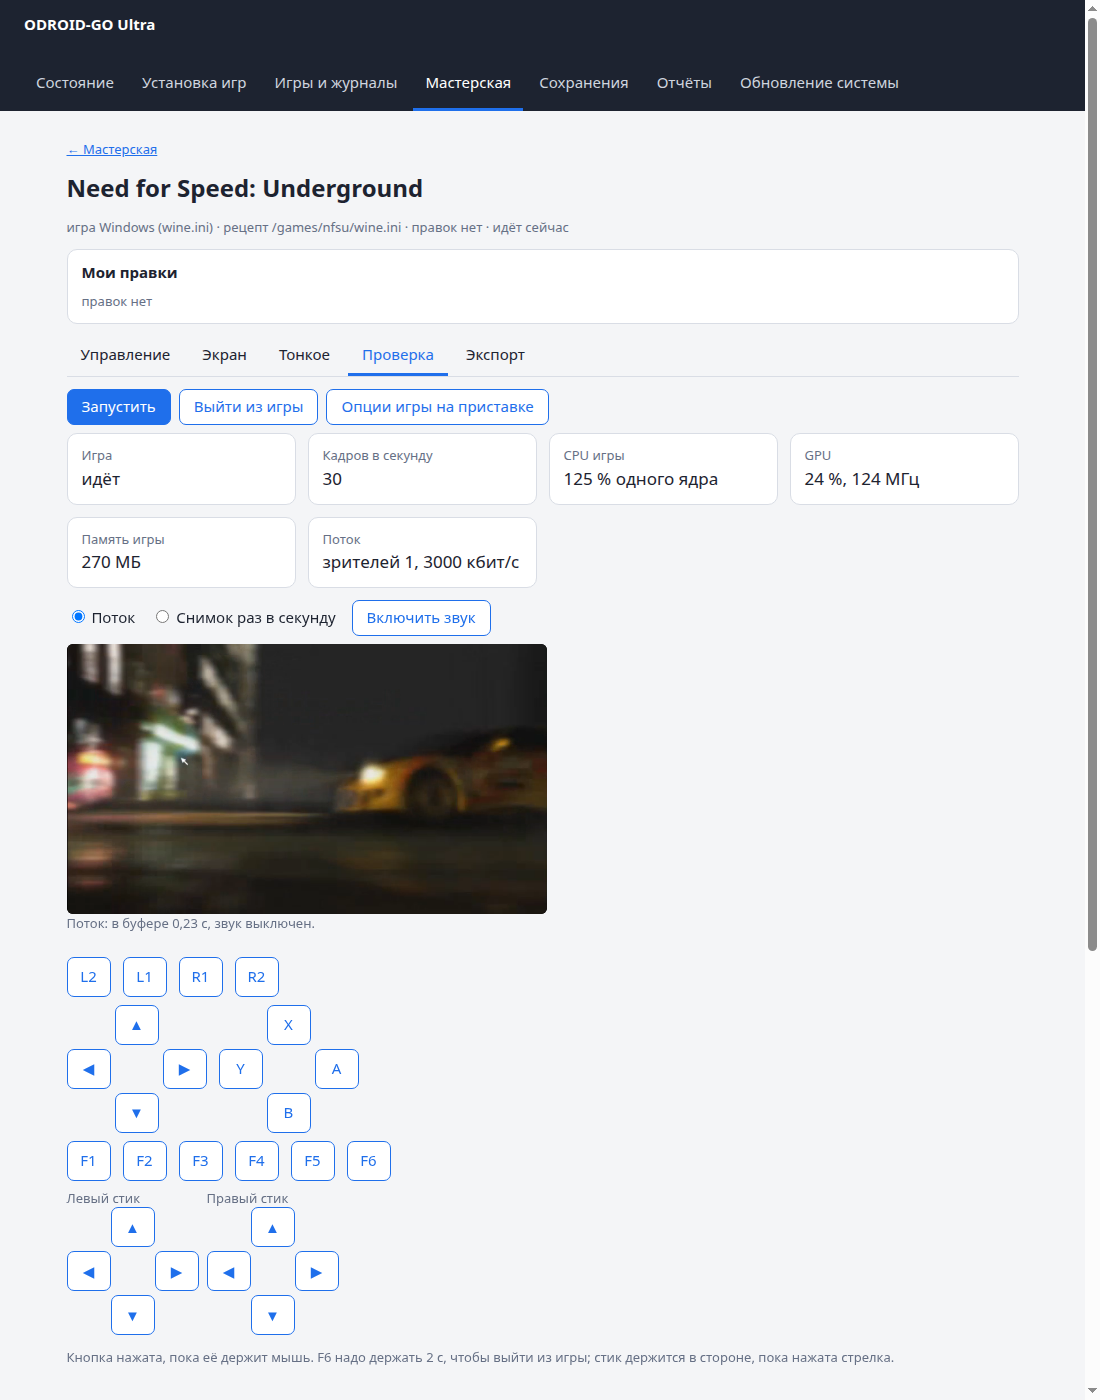 ODROID-GO Ultra
Состояние Установка игр Игры и журналы Мастерская Сохранения Отчёты Обновление системы
← Мастерская
Need for Speed: Underground
игра Windows (wine.ini) · рецепт /games/nfsu/wine.ini · правок нет · идёт сейчас
Мои правки
правок нет
Управление Экран Тонкое Проверка Экспорт
Запустить Выйти из игры Опции игры на приставке
Игра Кадров в секунду CPU игры GPU
идёт 30 125 % одного ядра 24 %, 124 МГц
Память игры Поток
270 МБ зрителей 1, 3000 кбит/с
Поток Снимок раз в секунду Включить звук
Поток: в буфере 0,23 с, звук выключен.
L2 L1 R1 R2
▲ X
◀ ▶ Y A
▼ B
F1 F2 F3 F4 F5 F6
Левый стик Правый стик
▲ ▲
◀ ▶ ◀ ▶
▼ ▼
Кнопка нажата, пока её держит мышь. F6 надо держать 2 с, чтобы выйти из игры; стик держится в стороне, пока нажата стрелка.